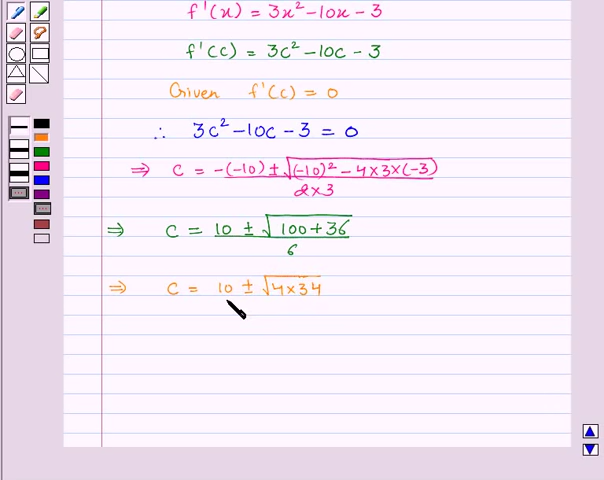 f'(x) = 3x² - 10x - 3
f'(c) = 3c² - 10c - 3
Given f'(c) = 0
∴ 3c² - 10c - 3 = 0
⇒ c = -(-10) ± √(-10)² - 4×3×(-3)
2×3
⇒ c = 10 ± √100 + 36
6
⇒ c = 10 ± √4×34